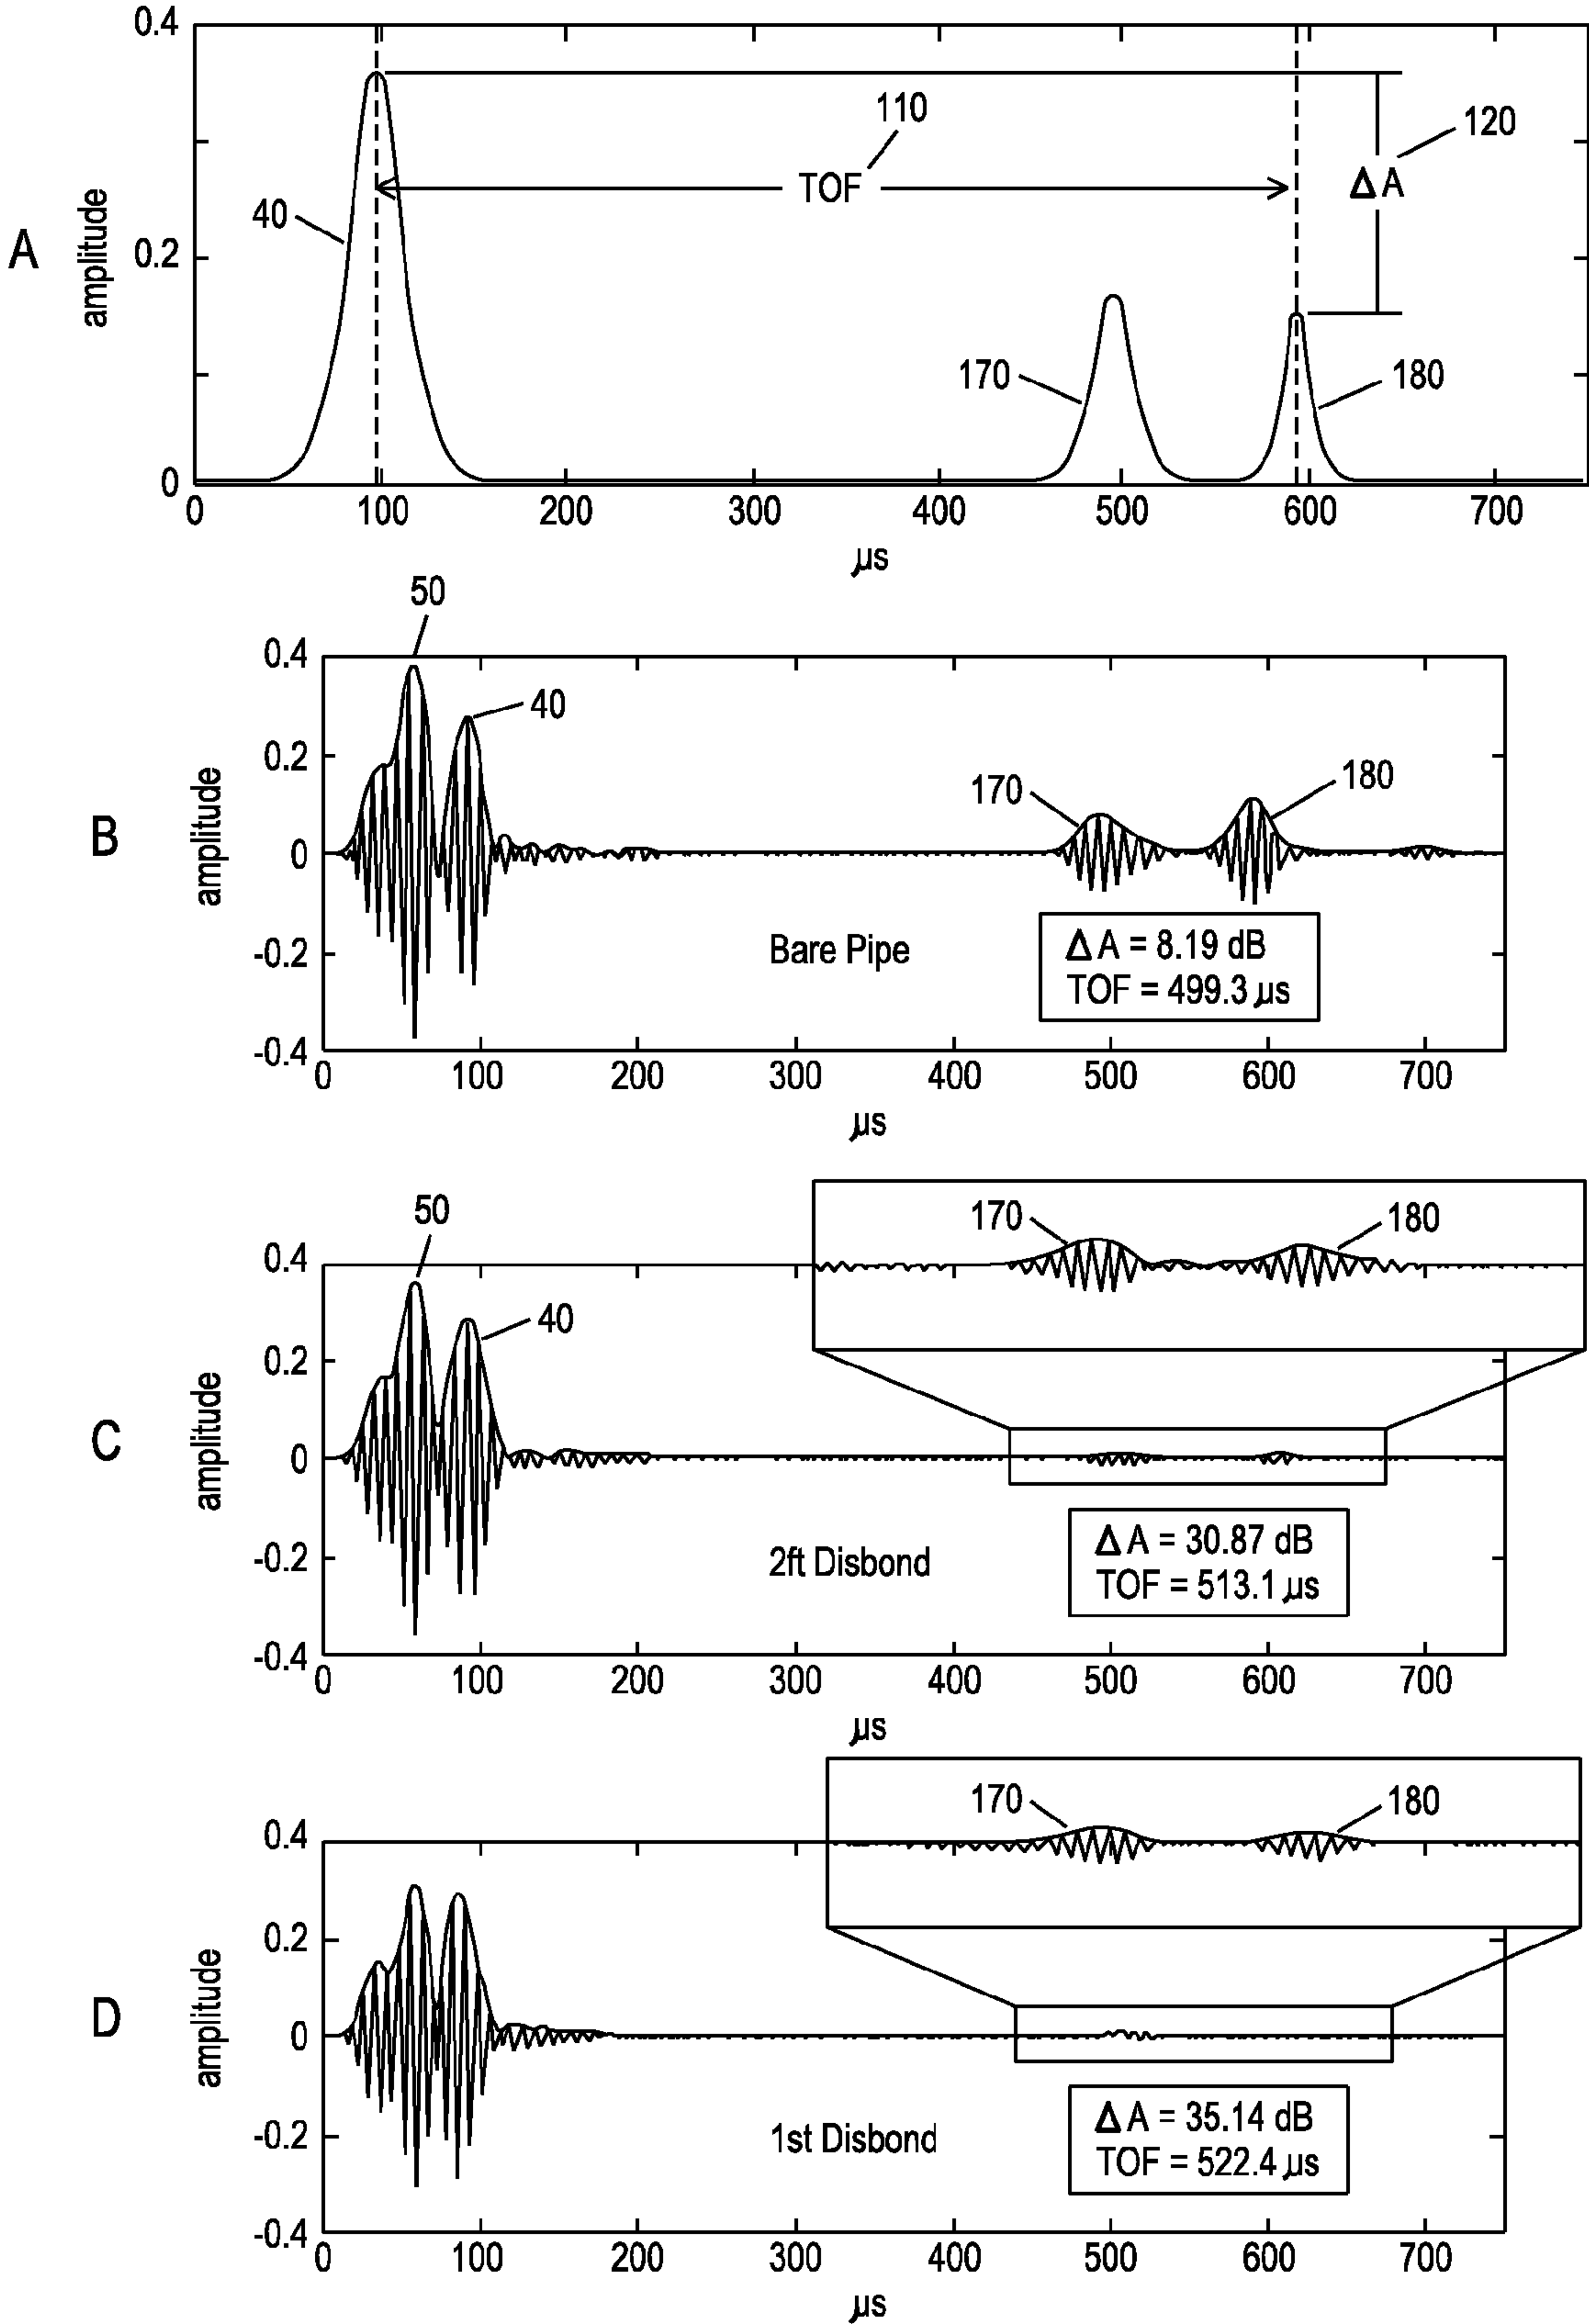 A
amplitude
0.4
0.2
0
40
110
TOF
120
Δ A
170
180
0 100 200 300 400 500 600 700
μs
B
amplitude
50
0.4
0.2
0
-0.2
-0.4
40
170
180
Bare Pipe
Δ A = 8.19 dB
TOF = 499.3 μs
0 100 200 300 400 500 600 700
μs
C
amplitude
50
0.4
0.2
0
-0.2
-0.4
40
170
180
2ft Disbond
Δ A = 30.87 dB
TOF = 513.1 μs
0 100 200 300 400 500 600 700
μs
D
amplitude
0.4
0.2
0
-0.2
-0.4
170
180
1st Disbond
Δ A = 35.14 dB
TOF = 522.4 μs
0 100 200 300 400 500 600 700
μs